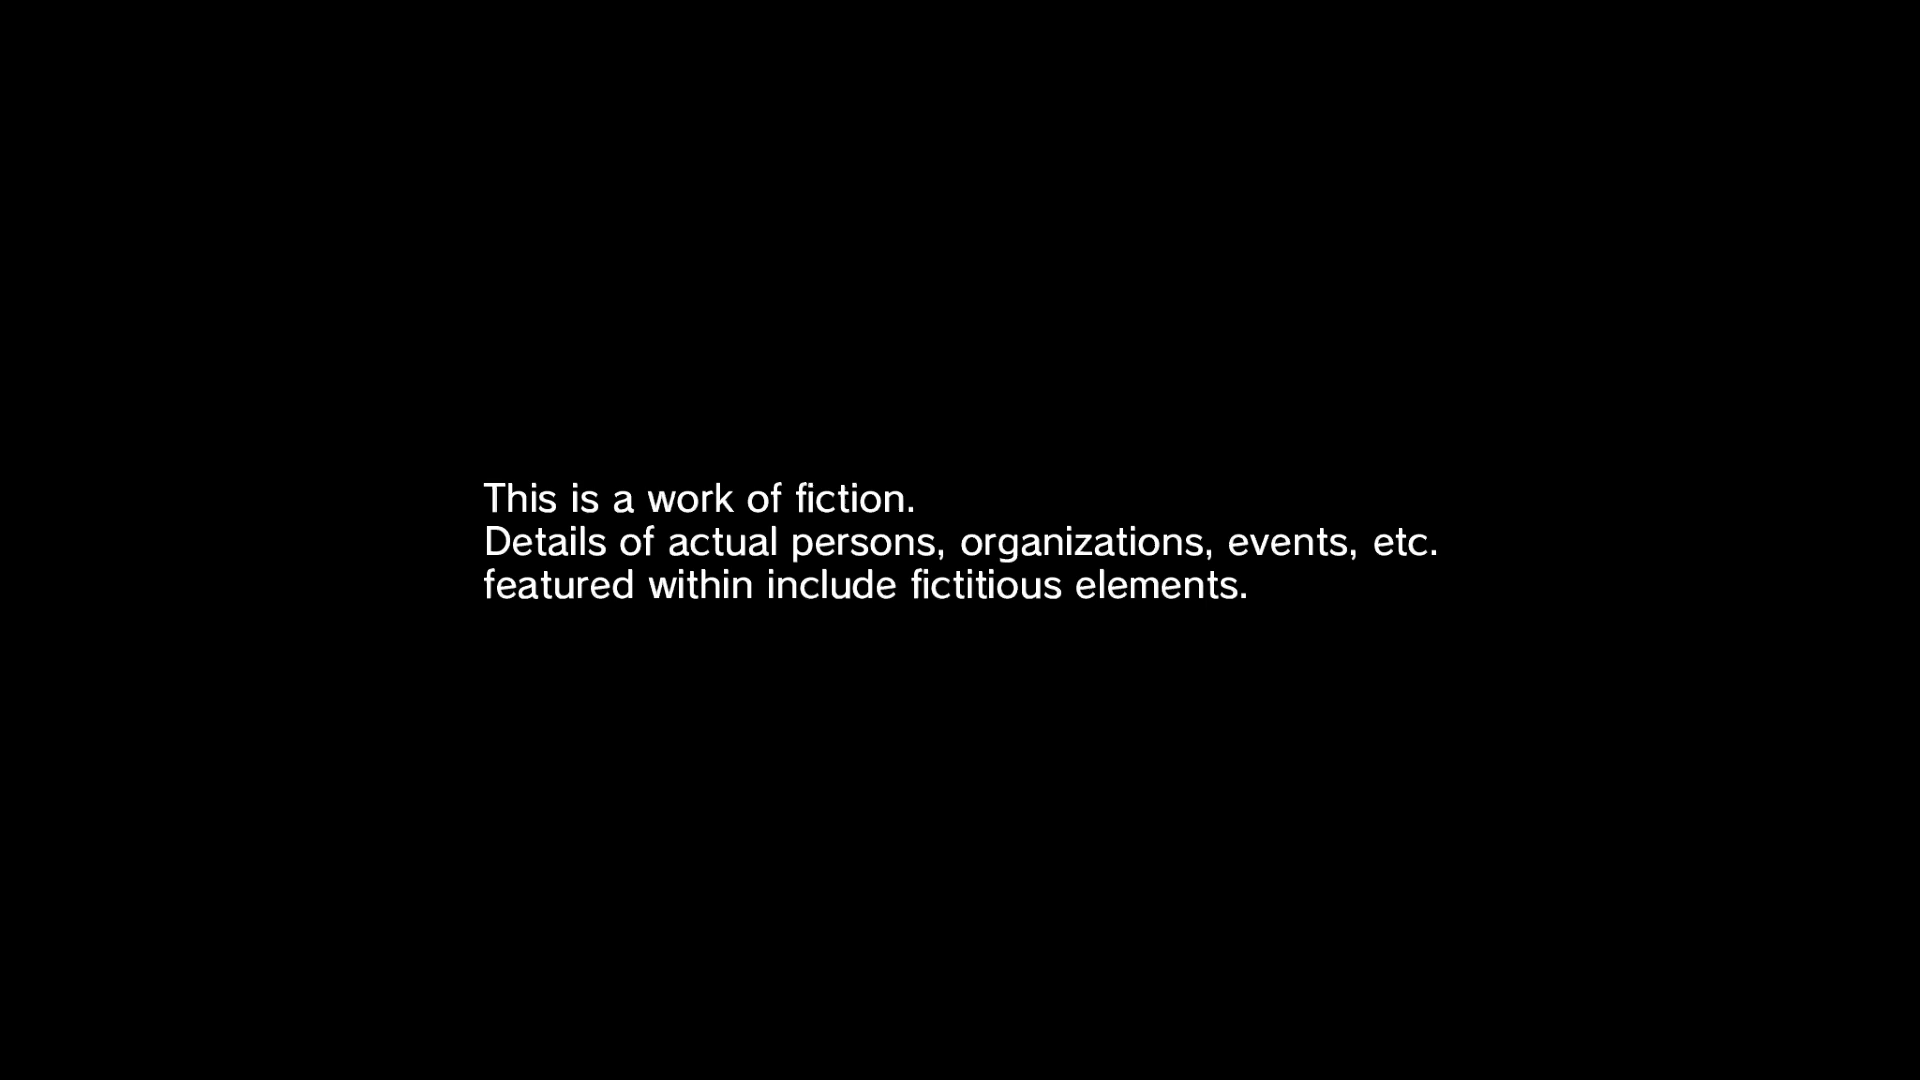 This is a work of fiction.
Details of actual persons, organizations, events, etc.
featured within include fictitious elements.